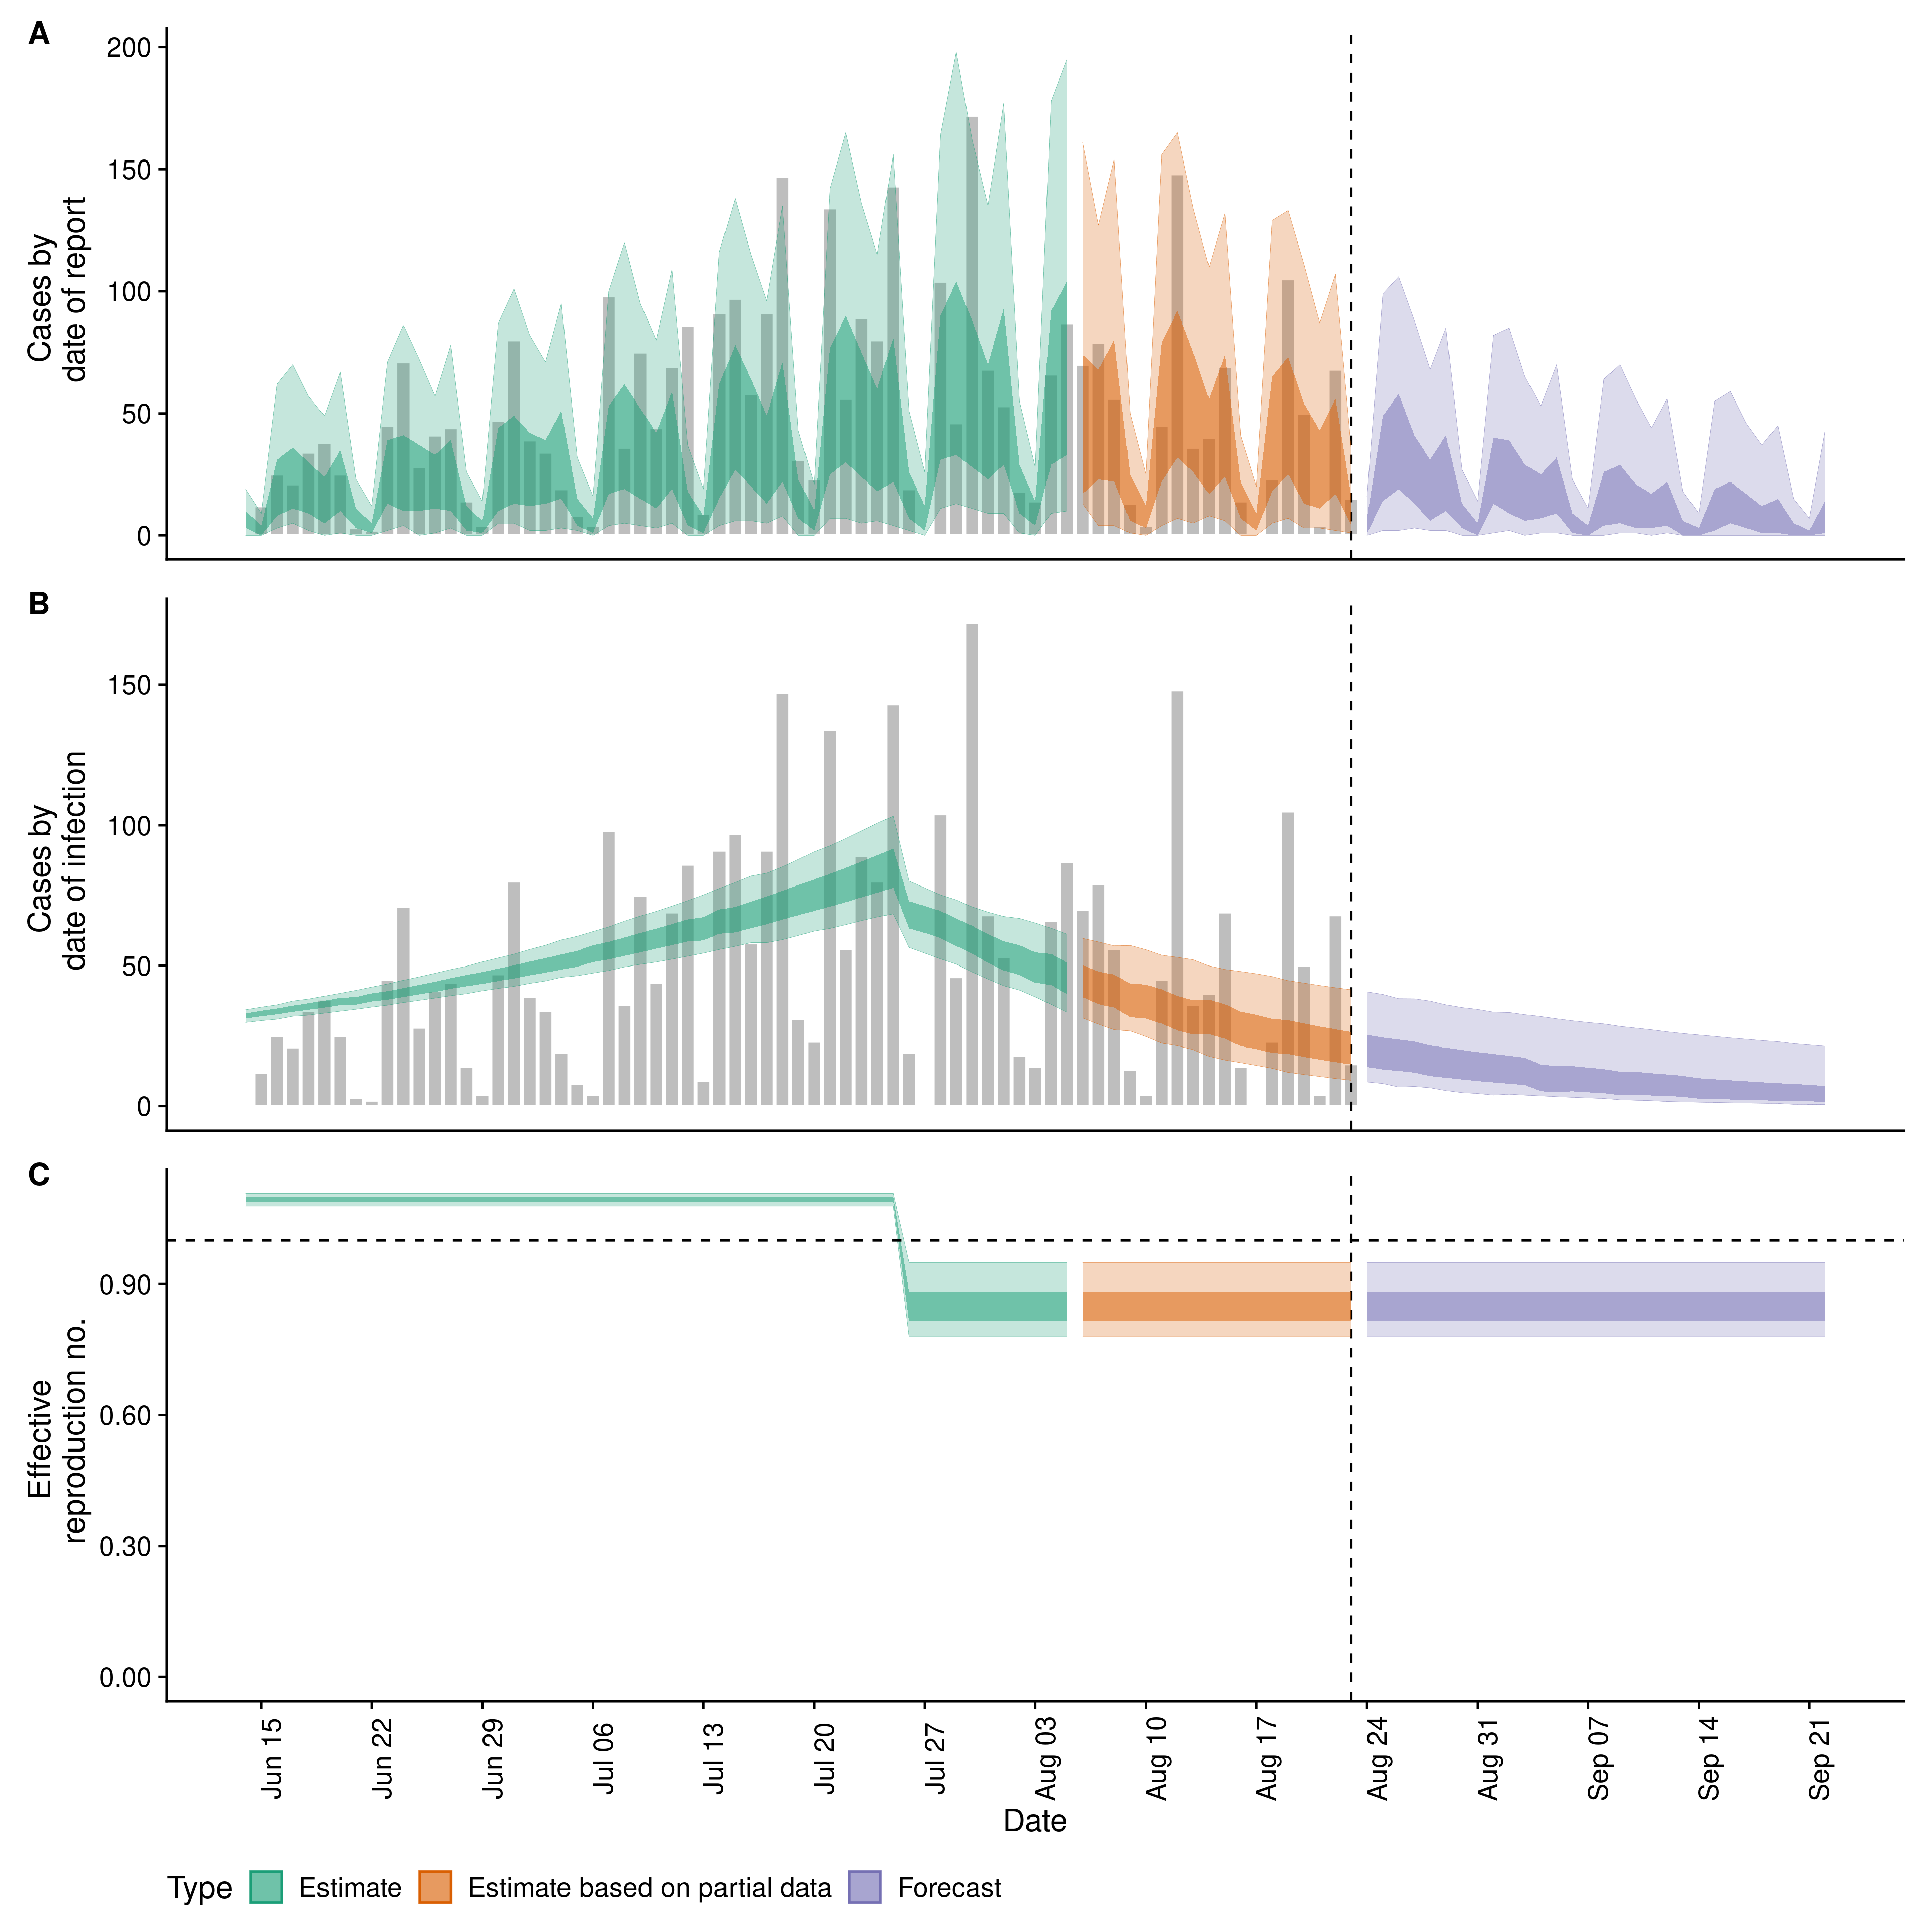 A
200
150
100
50
0
Cases by
date of report
B
150
100
50
0
Cases by
date of infection
C
0.90
0.60
0.30
0.00
Effective
reproduction no.
Jun 15
Jun 22
Jun 29
Jul 06
Jul 13
Jul 20
Jul 27
Aug 03
Aug 10
Aug 17
Aug 24
Aug 31
Sep 07
Sep 14
Sep 21
Date
Type Estimate Estimate based on partial data Forecast